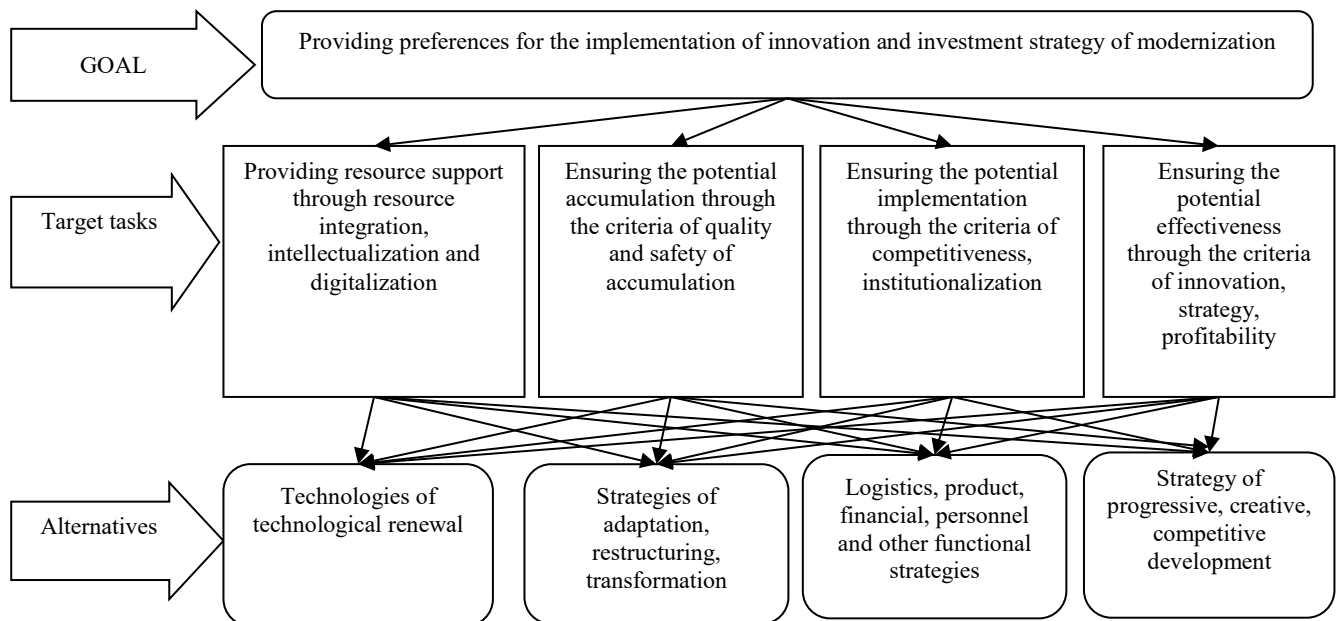 GOAL
Providing preferences for the implementation of innovation and investment strategy of modernization
Target tasks
Providing resource support
through resource
integration,
intellectualization and
digitalization
Ensuring the potential
accumulation through
the criteria of quality
and safety of
accumulation
Ensuring the potential
implementation
through the criteria of
competitiveness,
institutionalization
Ensuring the
potential
effectiveness
through the criteria
of innovation,
strategy,
profitability
Alternatives
Technologies of
technological renewal
Strategies of
adaptation,
restructuring,
transformation
Logistics, product,
financial, personnel
and other functional
strategies
Strategy of
progressive, creative,
competitive
development